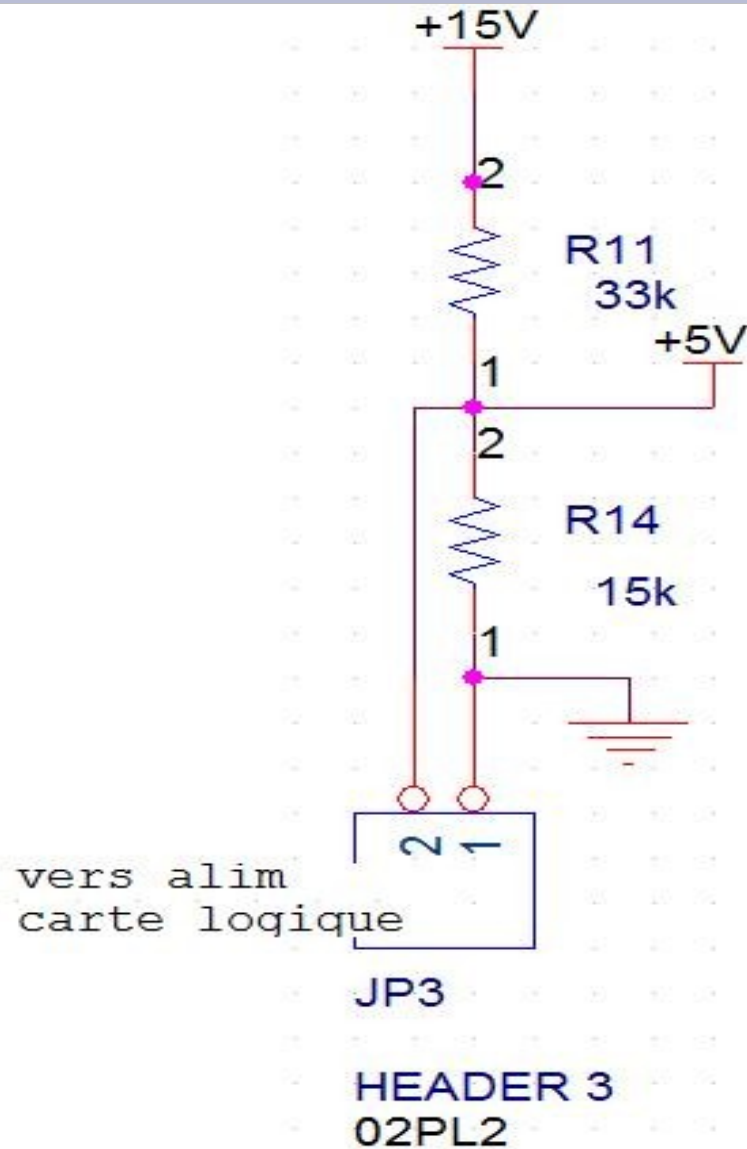 +15V
2
R11
33k
+5V
1
2
R14
15k
1
2 1
vers alim
carte logique
JP3
HEADER 3
02PL2